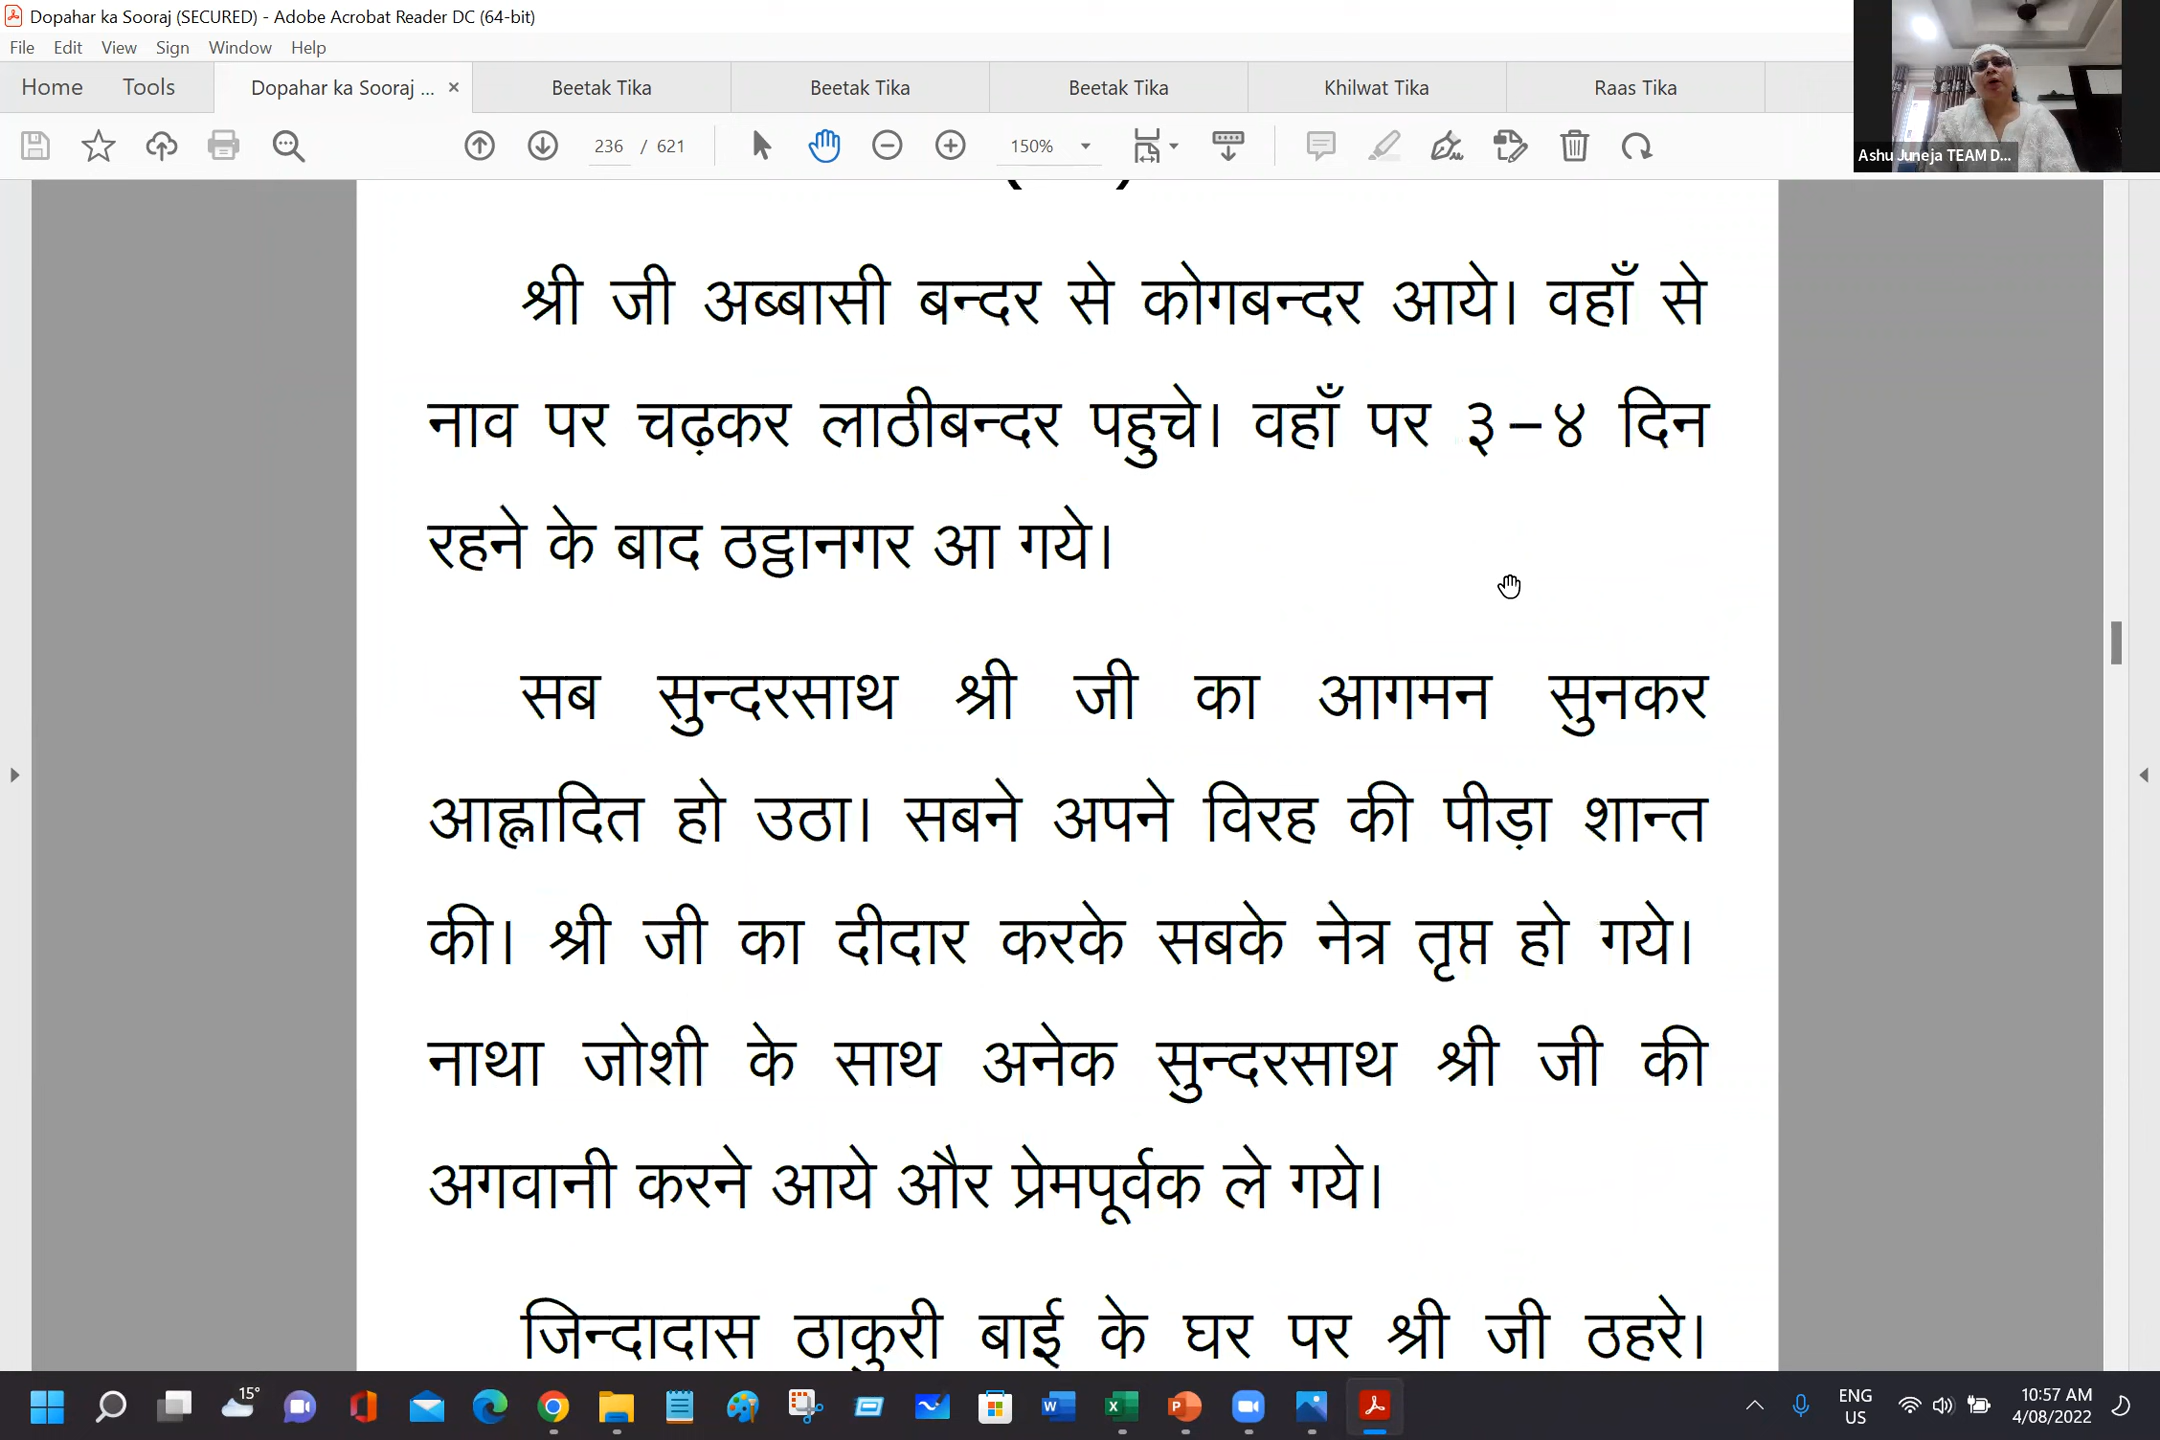 Dopahar ka Sooraj (SECURED) - Adobe Acrobat Reader DC (64-bit)
File Edit View Sign Window Help
Home Tools Dopahar ka Sooraj ... × Beetak Tika Beetak Tika Beetak Tika Khilwat Tika Raas Tika
236 / 621 150%
Ashu Juneja TEAM D...
श्री जी अब्बासी बन्दर से कोगबन्दर आये। वहाँ से
नाव पर चढ़कर लाठीबन्दर पहुचे। वहाँ पर ३-४ दिन
रहने के बाद ठट्ठानगर आ गये।
सब सुन्दरसाथ श्री जी का आगमन सुनकर
आह्लादित हो उठा। सबने अपने विरह की पीड़ा शान्त
की। श्री जी का दीदार करके सबके नेत्र तृप्त हो गये।
नाथा जोशी के साथ अनेक सुन्दरसाथ श्री जी की
अगवानी करने आये और प्रेमपूर्वक ले गये।
जिन्दादास ठाकुरी बाई के घर पर श्री जी ठहरे।
15°
ENG
US
10:57 AM
4/08/2022